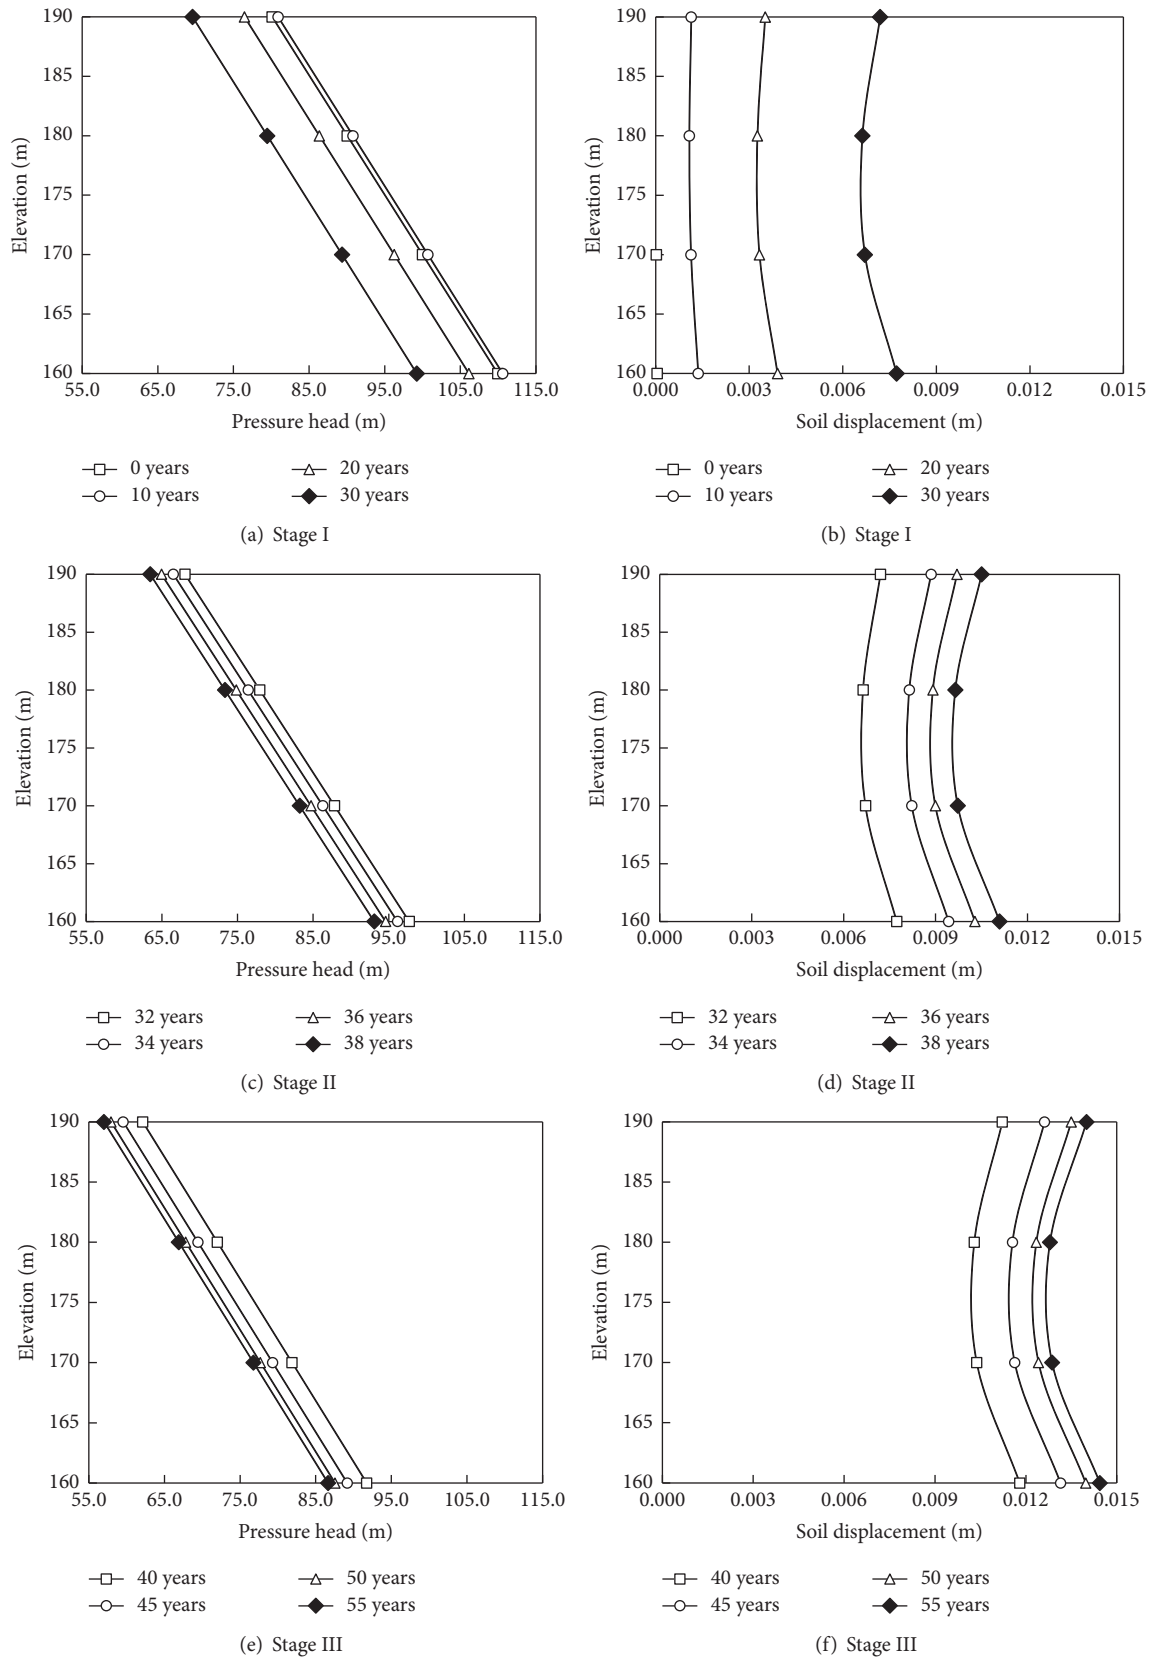 190
185
180
175
170
165
160
Elevation (m)
55.0 65.0 75.0 85.0 95.0 105.0 115.0
Pressure head (m)
0 years
20 years
10 years
30 years
(a) Stage I
190
185
180
175
170
165
160
Elevation (m)
0.000 0.003 0.006 0.009 0.012 0.015
Soil displacement (m)
0 years
20 years
10 years
30 years
(b) Stage I
190
185
180
175
170
165
160
Elevation (m)
55.0 65.0 75.0 85.0 95.0 105.0 115.0
Pressure head (m)
32 years
36 years
34 years
38 years
(c) Stage II
190
185
180
175
170
165
160
Elevation (m)
0.000 0.003 0.006 0.009 0.012 0.015
Soil displacement (m)
32 years
36 years
34 years
38 years
(d) Stage II
190
185
180
175
170
165
160
Elevation (m)
55.0 65.0 75.0 85.0 95.0 105.0 115.0
Pressure head (m)
40 years
50 years
45 years
55 years
(e) Stage III
190
185
180
175
170
165
160
Elevation (m)
0.000 0.003 0.006 0.009 0.012 0.015
Soil displacement (m)
40 years
50 years
45 years
55 years
(f) Stage III